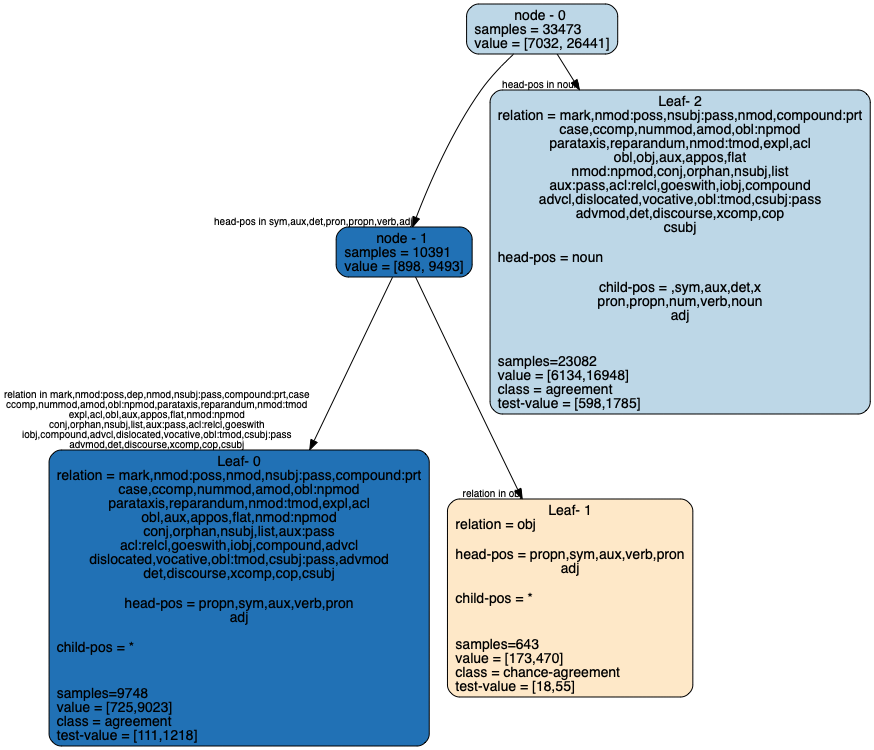 node - 0
samples = 33473
value = [7032, 26441]
head-pos in noun
Leaf- 2
relation = mark,nmod:poss,nsubj:pass,nmod,compound:prt
case,ccomp,nummod,amod,obl:npmod
parataxis,reparandum,nmod:tmod,expl,acl
obl,obj,aux,appos,flat
nmod:npmod,conj,orphan,nsubj,list
aux:pass,acl:relcl,goeswith,iobj,compound
advcl,dislocated,vocative,obl:tmod,csubj:pass
advmod,det,discourse,xcomp,cop
csubj
head-pos = noun
child-pos = ,sym,aux,det,x
pron,propn,num,verb,noun
adj
samples=23082
value = [6134,16948]
class = agreement
test-value = [598,1785]
head-pos in sym,aux,det,pron,propn,verb,adj
node - 1
samples = 10391
value = [898, 9493]
relation in mark,nmod:poss,dep,nmod,nsubj:pass,compound:prt,case
ccomp,nummod,amod,obl:npmod,parataxis,reparandum,nmod:tmod
expl,acl,obl,aux,appos,flat,nmod:npmod
conj,orphan,nsubj,list,aux:pass,acl:relcl,goeswith
iobj,compound,advcl,dislocated,vocative,obl:tmod,csubj:pass
advmod,det,discourse,xcomp,cop,csubj
Leaf- 0
relation = mark,nmod:poss,nmod,nsubj:pass,compound:prt
case,ccomp,nummod,amod,obl:npmod
parataxis,reparandum,nmod:tmod,expl,acl
obl,aux,appos,flat,nmod:npmod
conj,orphan,nsubj,list,aux:pass
acl:relcl,goeswith,iobj,compound,advcl
dislocated,vocative,obl:tmod,csubj:pass,advmod
det,discourse,xcomp,cop,csubj
head-pos = propn,sym,aux,verb,pron
adj
child-pos = *
samples=9748
value = [725,9023]
class = agreement
test-value = [111,1218]
relation in obj
Leaf- 1
relation = obj
head-pos = propn,sym,aux,verb,pron
adj
child-pos = *
samples=643
value = [173,470]
class = chance-agreement
test-value = [18,55]